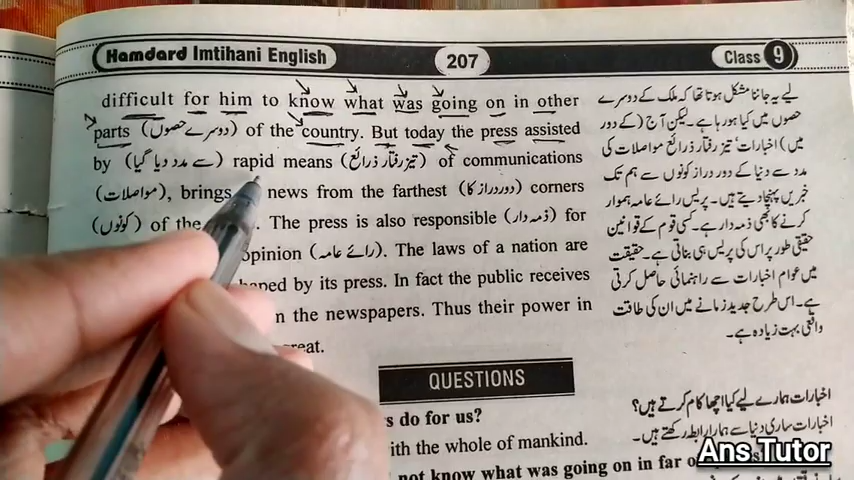 Hamdard Imtihani English 207 Class 9
difficult for him to know what was going on in other
parts (دوسرے حصوں) of the country. But today the press assisted
by (سے مدد دیا گیا) rapid means (تیز رفتار ذرائع) of communications
(مواصلات), brings news from the farthest (دور دراز کا) corners
(کونوں) of the . The press is also responsible (ذمہ دار) for
opinion (رائے عامہ). The laws of a nation are
by its press. In fact the public receives
the newspapers. Thus their power in
لیے یہ جاننا مشکل ہوتا تھا کہ ملک کے دوسرے
حصوں میں کیا ہو رہا ہے۔ لیکن آج (کے دور
میں) اخبارات، تیز رفتار ذرائع مواصلات کی
مدد سے دنیا کے دور دراز کونوں سے ہم تک
خبریں پہنچا دیتے ہیں۔ پریس رائے عامہ ہموار
کرنے کا بھی ذمہ دار ہے۔ کسی قوم کے قوانین
حقیقی طور پر اس کی پریس ہی بناتی ہے۔ حقیقت
میں عوام اخبارات سے راہنمائی حاصل کرتی
ہے۔ اس طرح جدید زمانے میں ان کی طاقت
واقعی بہت زیادہ ہے۔
QUESTIONS
do for us?
اخبارات ہمارے لیے کیا اچھا کام کرتے ہیں؟
with the whole of mankind.
اخبارات ساری دنیا سے ہمارا رابطہ رکھتے ہیں۔
not know what was going on in far
Ans Tutor